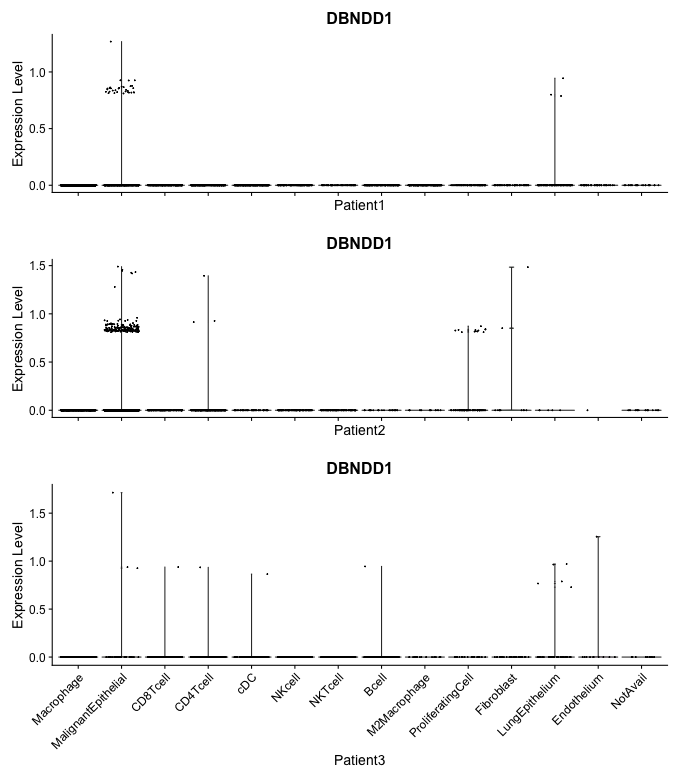 DBNDD1
Expression Level
1.0
0.5
0.0
Patient1
DBNDD1
Expression Level
1.5
1.0
0.5
0.0
Patient2
DBNDD1
Expression Level
1.5
1.0
0.5
0.0
Macrophage
MalignantEpithelial
CD8Tcell
CD4Tcell
cDC
NKcell
NKTcell
Bcell
M2Macrophage
ProliferatingCell
Fibroblast
LungEpithelium
Endothelium
NotAvail
Patient3